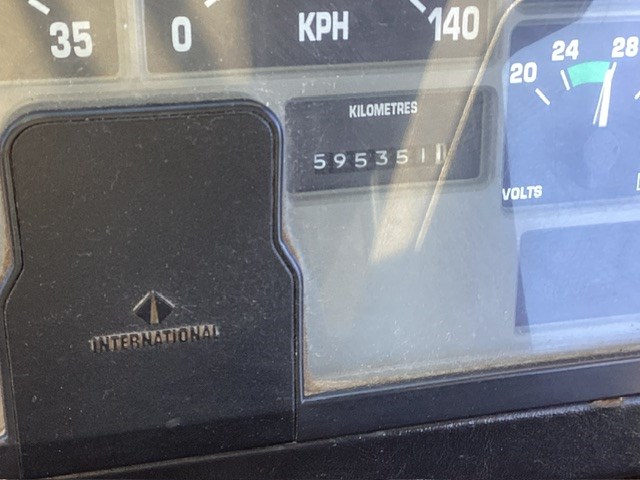 35
0 KPH 140
20 24 28
KILOMETRES
595351
VOLTS
INTERNATIONAL